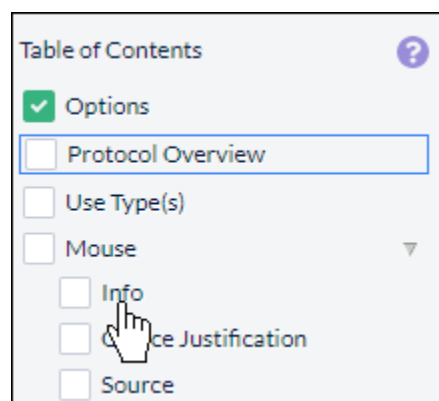 Table of Contents ?
Options
Protocol Overview
Use Type(s)
Mouse
Info
Justification
Source